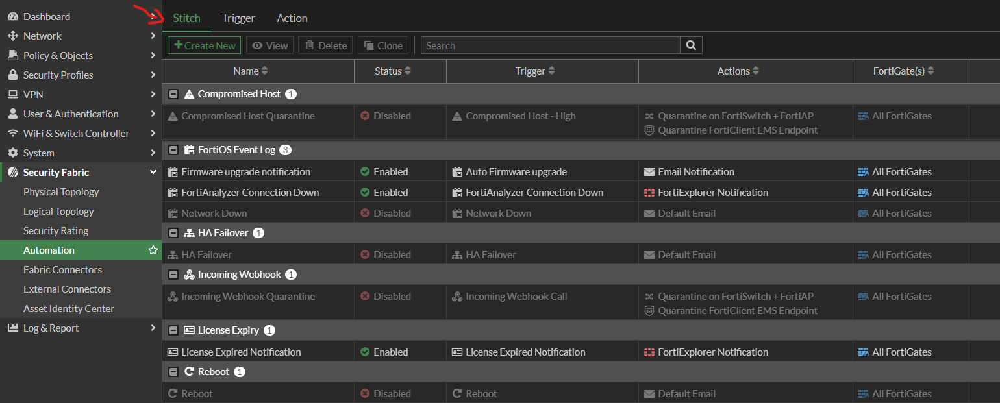 Dashboard
Network
Policy & Objects
Security Profiles
VPN
User & Authentication
WiFi & Switch Controller
System
Security Fabric
Physical Topology
Logical Topology
Security Rating
Automation
Fabric Connectors
External Connectors
Asset Identity Center
Log & Report
Stitch Trigger Action
Create New View Delete Clone Search
Name Status Trigger Actions FortiGate(s)
Compromised Host 1
Compromised Host Quarantine Disabled Compromised Host - High Quarantine on FortiSwitch + FortiAP All FortiGates
Quarantine FortiClient EMS Endpoint
FortiOS Event Log 3
Firmware upgrade notification Enabled Auto Firmware upgrade Email Notification All FortiGates
FortiAnalyzer Connection Down Enabled FortiAnalyzer Connection Down FortiExplorer Notification All FortiGates
Network Down Disabled Network Down Default Email All FortiGates
HA Failover 1
HA Failover Disabled HA Failover Default Email All FortiGates
Incoming Webhook 1
Incoming Webhook Quarantine Disabled Incoming Webhook Call Quarantine on FortiSwitch + FortiAP All FortiGates
Quarantine FortiClient EMS Endpoint
License Expiry 1
License Expired Notification Enabled License Expired Notification FortiExplorer Notification All FortiGates
Reboot 1
Reboot Disabled Reboot Default Email All FortiGates